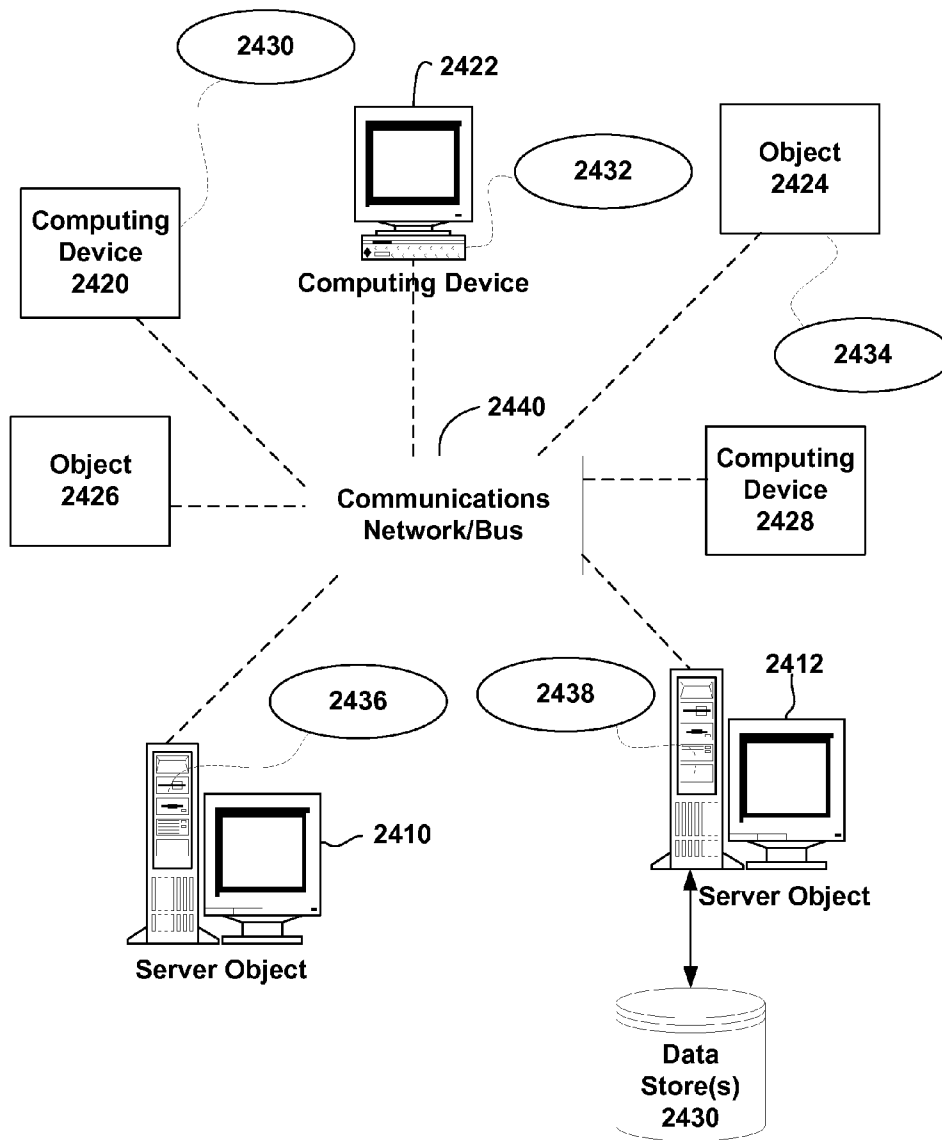 2430
2422
2432
Object
2424
Computing
Device
2420
Computing Device
2434
2440
Object
2426
Communications
Network/Bus
Computing
Device
2428
2436
2438
2412
2410
Server Object
Server Object
Data
Store(s)
2430